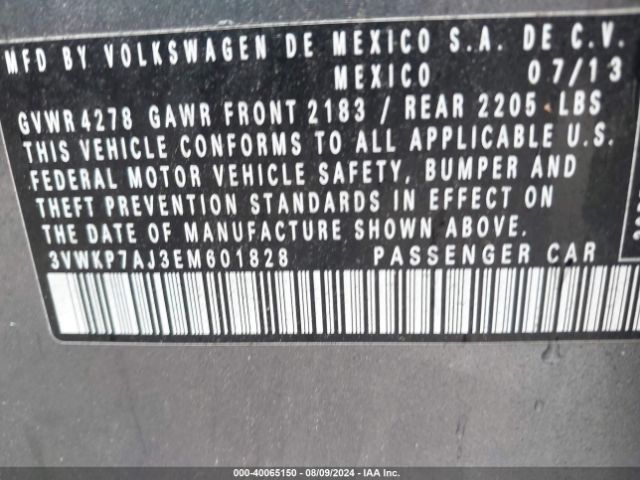 MFD BY VOLKSWAGEN DE MEXICO S.A. DE C.V.
MEXICO 07/13
GVWR 4278 GAWR FRONT 2183 / REAR 2205 LBS
THIS VEHICLE CONFORMS TO ALL APPLICABLE U.S.
FEDERAL MOTOR VEHICLE SAFETY, BUMPER AND
THEFT PREVENTION STANDARDS IN EFFECT ON
THE DATE OF MANUFACTURE SHOWN ABOVE.
3VWKP7AJ3EM601828 PASSENGER CAR
000-40065150 - 08/09/2024 - IAA Inc.